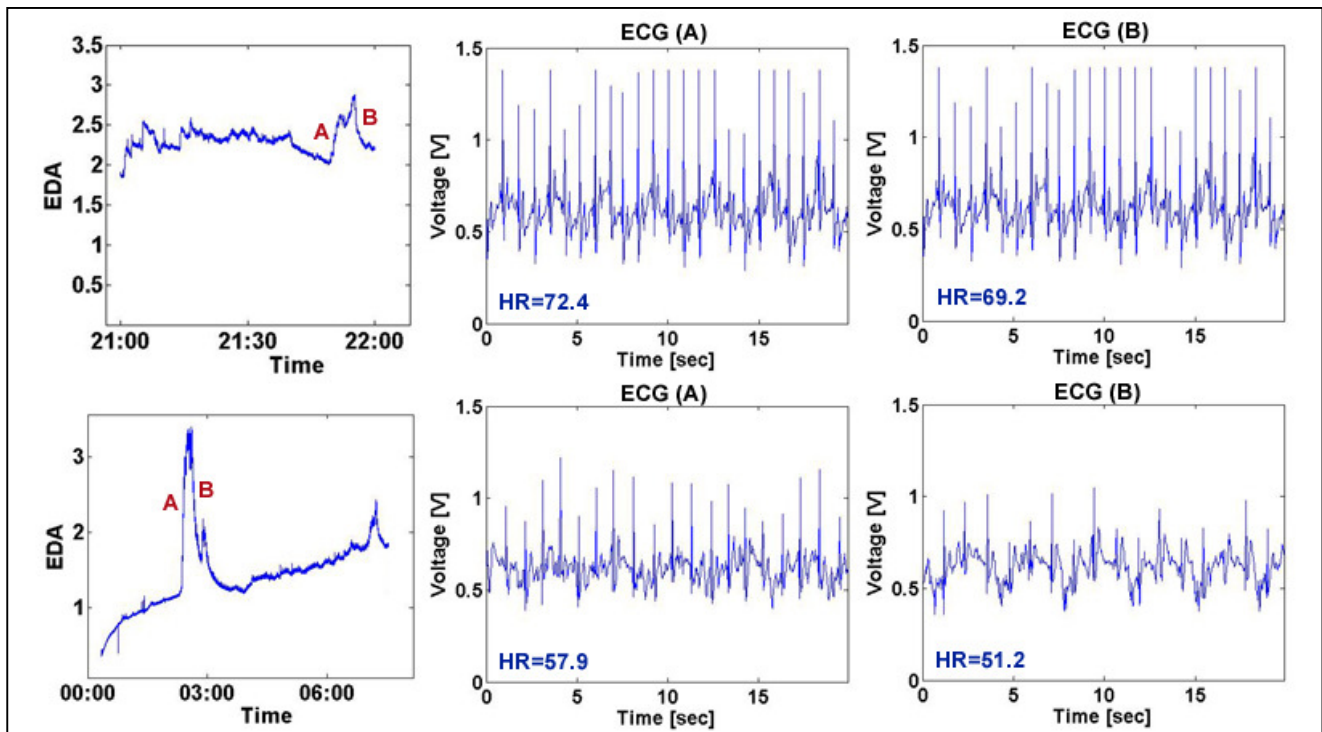 3.5
3
2.5
2
1.5
1
0.5
EDA
A
B
21:00
21:30
22:00
Time
ECG (A)
1.5
1
0.5
0
Voltage [V]
HR=72.4
0
5
10
15
Time [sec]
ECG (B)
1.5
1
0.5
0
Voltage [V]
HR=69.2
0
5
10
15
Time [sec]
3
2
1
EDA
A
B
00:00
03:00
06:00
Time
ECG (A)
1.5
1
0.5
0
Voltage [V]
HR=57.9
0
5
10
15
Time [sec]
ECG (B)
1.5
1
0.5
0
Voltage [V]
HR=51.2
0
5
10
15
Time [sec]